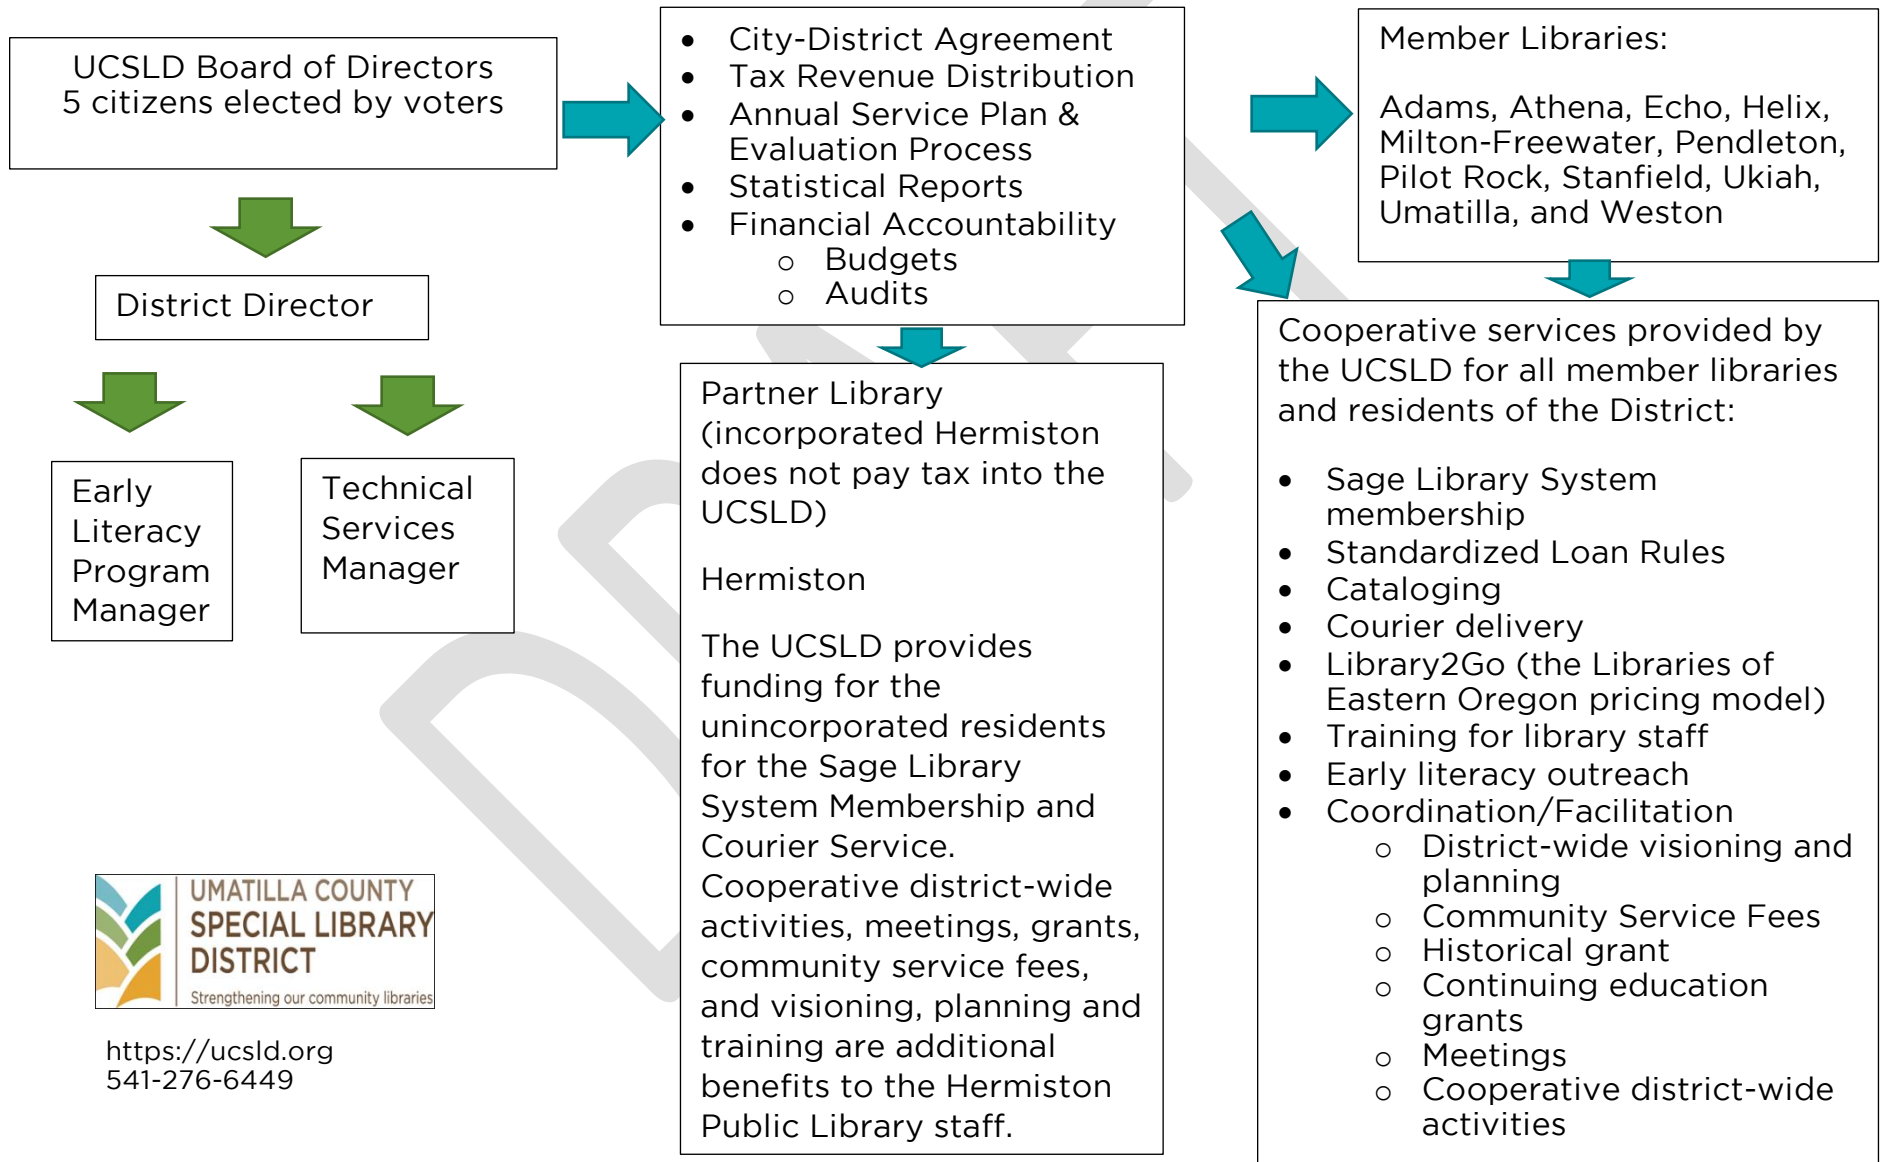 UCSLD Board of Directors
5 citizens elected by voters
District Director
Early
Literacy
Program
Manager
Technical
Services
Manager
• City-District Agreement
• Tax Revenue Distribution
• Annual Service Plan &
Evaluation Process
• Statistical Reports
• Financial Accountability
o Budgets
o Audits
Partner Library
(incorporated Hermiston
does not pay tax into the
UCSLD)
Hermiston
The UCSLD provides
funding for the
unincorporated residents
for the Sage Library
System Membership and
Courier Service.
Cooperative district-wide
activities, meetings, grants,
community service fees,
and visioning, planning and
training are additional
benefits to the Hermiston
Public Library staff.
Member Libraries:
Adams, Athena, Echo, Helix,
Milton-Freewater, Pendleton,
Pilot Rock, Stanfield, Ukiah,
Umatilla, and Weston
Cooperative services provided by
the UCSLD for all member libraries
and residents of the District:
• Sage Library System
membership
• Standardized Loan Rules
• Cataloging
• Courier delivery
• Library2Go (the Libraries of
Eastern Oregon pricing model)
• Training for library staff
• Early literacy outreach
• Coordination/Facilitation
o District-wide visioning and
planning
o Community Service Fees
o Historical grant
o Continuing education
grants
o Meetings
o Cooperative district-wide
activities
UMATILLA COUNTY
SPECIAL LIBRARY
DISTRICT
Strengthening our community libraries
https://ucsld.org
541-276-6449
DRAFT